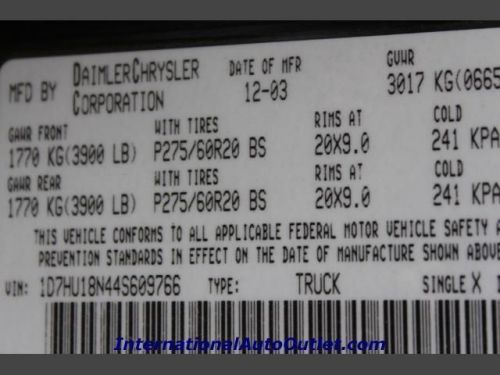 MFD BY DAIMLERCHRYSLER CORPORATION
DATE OF MFR
12-03
GVWR
3017 KG(0665
GAWR FRONT WITH TIRES RIMS AT COLD
1770 KG(3900 LB) P275/60R20 BS 20X9.0 241 KPA
GAWR REAR WITH TIRES RIMS AT COLD
1770 KG(3900 LB) P275/60R20 BS 20X9.0 241 KPA
THIS VEHICLE CONFORMS TO ALL APPLICABLE FEDERAL MOTOR VEHICLE SAFETY A
PREVENTION STANDARDS IN EFFECT ON THE DATE OF MANUFACTURE SHOWN ABOVE
VIN: 1D7HU18N44S609766 TYPE: TRUCK SINGLE X
InternationalAutoOutlet.com